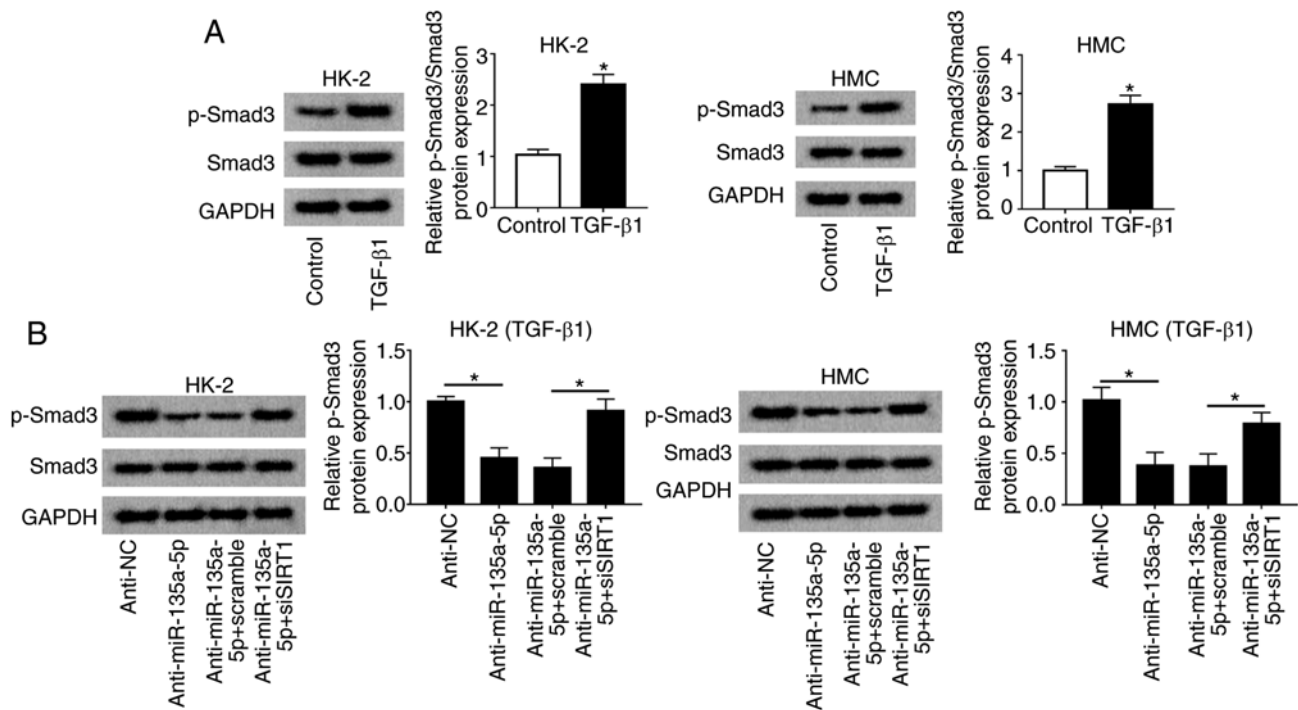 A
HK-2
p-Smad3
Smad3
GAPDH
Control
TGF-β1
HK-2
Relative p-Smad3/Smad3
protein expression
3
2
1
0
*
Control TGF-β1
HMC
p-Smad3
Smad3
GAPDH
Control
TGF-β1
HMC
Relative p-Smad3/Smad3
protein expression
4
3
2
1
0
*
Control TGF-β1
B
HK-2
p-Smad3
Smad3
GAPDH
Anti-NC
Anti-miR-135a-5p
Anti-miR-135a-
5p+scramble
Anti-miR-135a-
5p+siSIRT1
HK-2 (TGF-β1)
Relative p-Smad3
protein expression
1.5
1.0
0.5
0.0
*
*
Anti-NC
Anti-miR-135a-5p
Anti-miR-135a-
5p+scramble
Anti-miR-135a-
5p+siSIRT1
HMC
p-Smad3
Smad3
GAPDH
Anti-NC
Anti-miR-135a-5p
Anti-miR-135a-
5p+scramble
Anti-miR-135a-
5p+siSIRT1
HMC (TGF-β1)
Relative p-Smad3
protein expression
1.5
1.0
0.5
0.0
*
*
Anti-NC
Anti-miR-135a-5p
Anti-miR-135a-
5p+scramble
Anti-miR-135a-
5p+siSIRT1